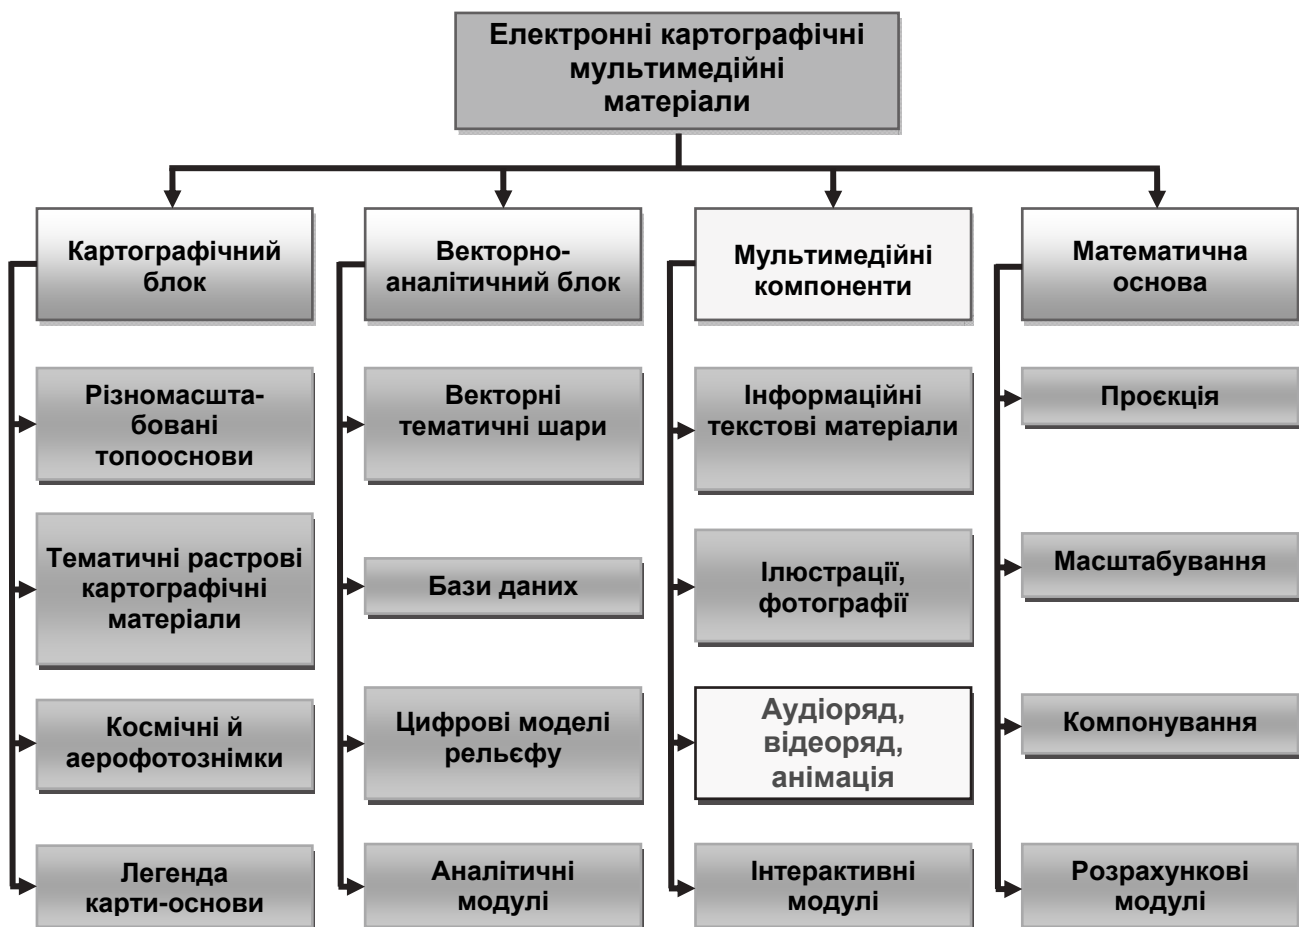 Електронні картографічні
мультимедійні
матеріали
Картографічний
блок
Різномасшта-
бовані
топооснови
Тематичні растрові
картографічні
матеріали
Космічні й
аерофотознімки
Легенда
карти-основи
Векторно-
аналітичний блок
Векторні
тематичні шари
Бази даних
Цифрові моделі
рельєфу
Аналітичні
модулі
Мультимедійні
компоненти
Інформаційні
текстові матеріали
Ілюстрації,
фотографії
Аудіоряд,
відеоряд,
анімація
Інтерактивні
модулі
Математична
основа
Проєкція
Масштабування
Компонування
Розрахункові
модулі